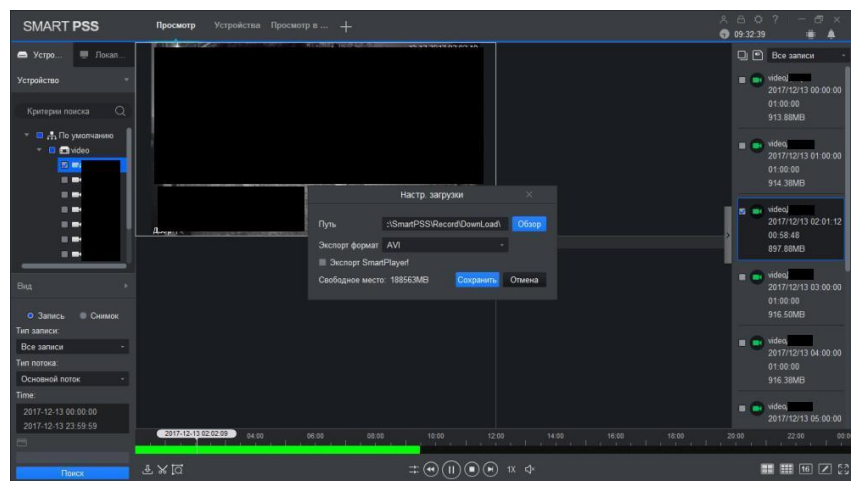 SMART PSS
Просмотр Устройства Просмотр в ... +
09:32:39
Устро... Локал...
Устройство
Критерии поиска
По умолчанию
video
Вид
Запись Снимок
Тип записи:
Все записи
Тип потока:
Основной поток
Time:
2017-12-13 00:00:00
2017-12-13 23:59:59
Поиск
Настр. загрузки
Путь :\SmartPSS\Record\DownLoad\ Обзор
Экспорт формат AVI
Экспорт SmartPlayer!
Свободное место: 188563MB Сохранить Отмена
Все записи
video
2017/12/13 00:00:00
01:00:00
913.88MB
video
2017/12/13 01:00:00
01:00:00
914.38MB
video
2017/12/13 02:01:12
00:58:48
897.88MB
video
2017/12/13 03:00:00
01:00:00
916.50MB
video
2017/12/13 04:00:00
01:00:00
916.38MB
video
2017/12/13 05:00:00
2017-12-13 02:02:09 04:00 06:00 08:00 10:00 12:00 14:00 16:00 18:00 20:00 22:00 00:0
1X
16